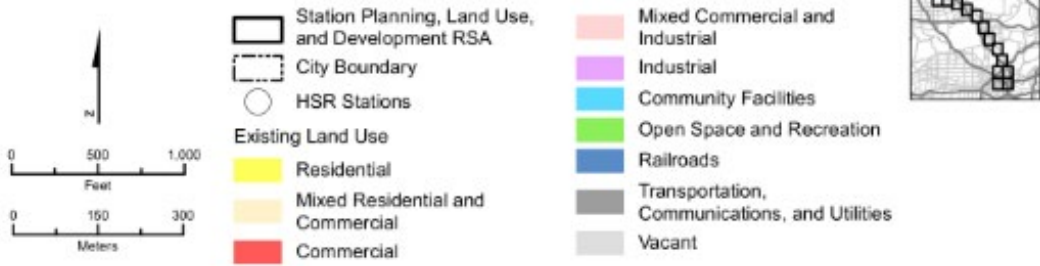 N
0 500 1,000
Feet
0 150 300
Meters
Station Planning, Land Use,
and Development RSA
City Boundary
HSR Stations
Existing Land Use
Residential
Mixed Residential and
Commercial
Commercial
Mixed Commercial and
Industrial
Industrial
Community Facilities
Open Space and Recreation
Railroads
Transportation,
Communications, and Utilities
Vacant